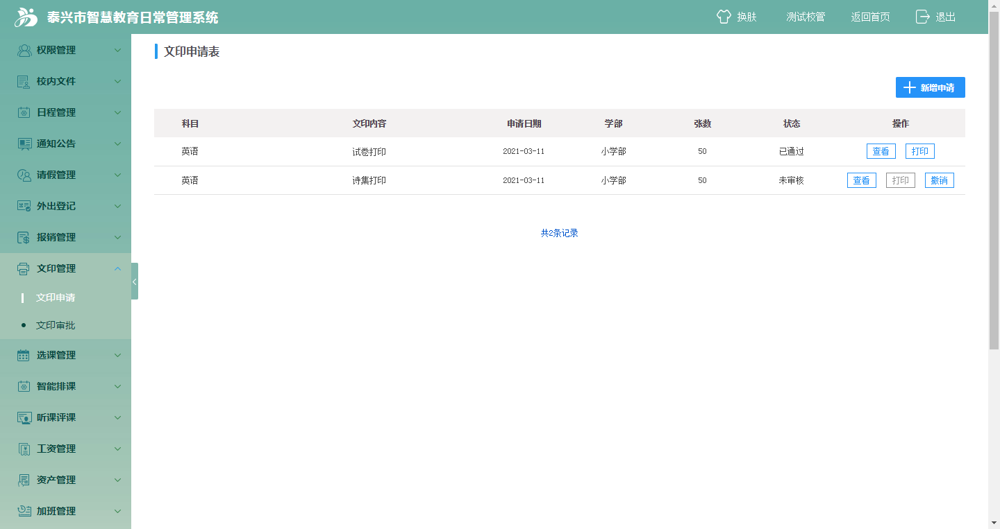 泰兴市智慧教育日常管理系统
换肤 测试校管 返回首页 退出
权限管理
校内文件
日程管理
通知公告
请假管理
外出登记
报销管理
文印管理
文印申请
文印审批
选课管理
智能排课
听课评课
工资管理
资产管理
加班管理
文印申请表
新增申请
科目 文印内容 申请日期 学部 张数 状态 操作
英语 试卷打印 2021-03-11 小学部 50 已通过 查看 打印
英语 诗集打印 2021-03-11 小学部 50 未审核 查看 打印 撤销
共2条记录